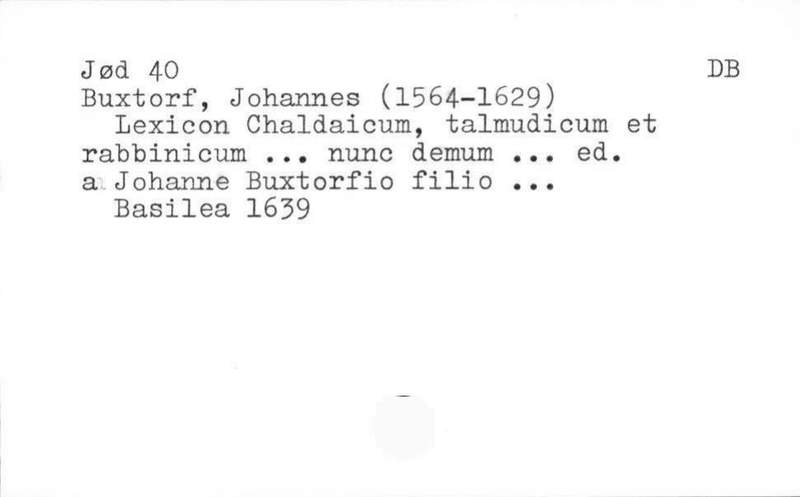 Jød 40 DB
Buxtorf, Johannes (1564-1629)
Lexicon Chaldaicum, talmudicum et
rabbinicum ... nunc demum ... ed.
a Johanne Buxtorfio filio ...
Basilea 1639